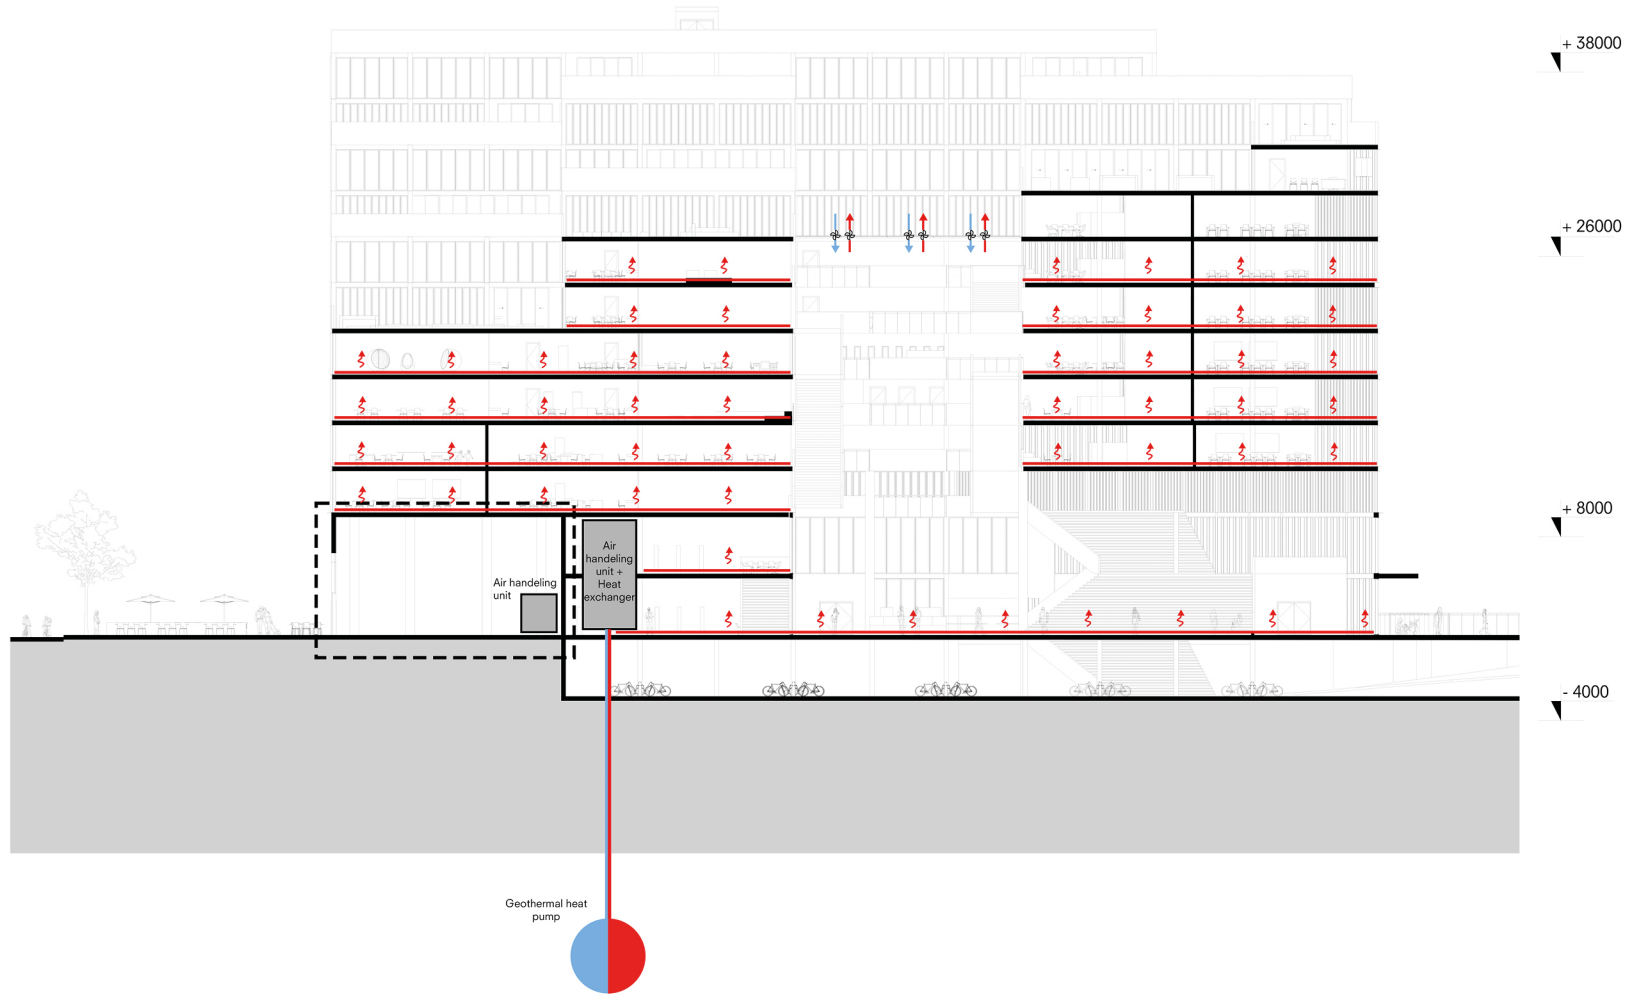 + 38000
+ 26000
+ 8000
Air
handeling
unit +
Heat
exchanger
Air handeling
unit
- 4000
Geothermal heat
pump